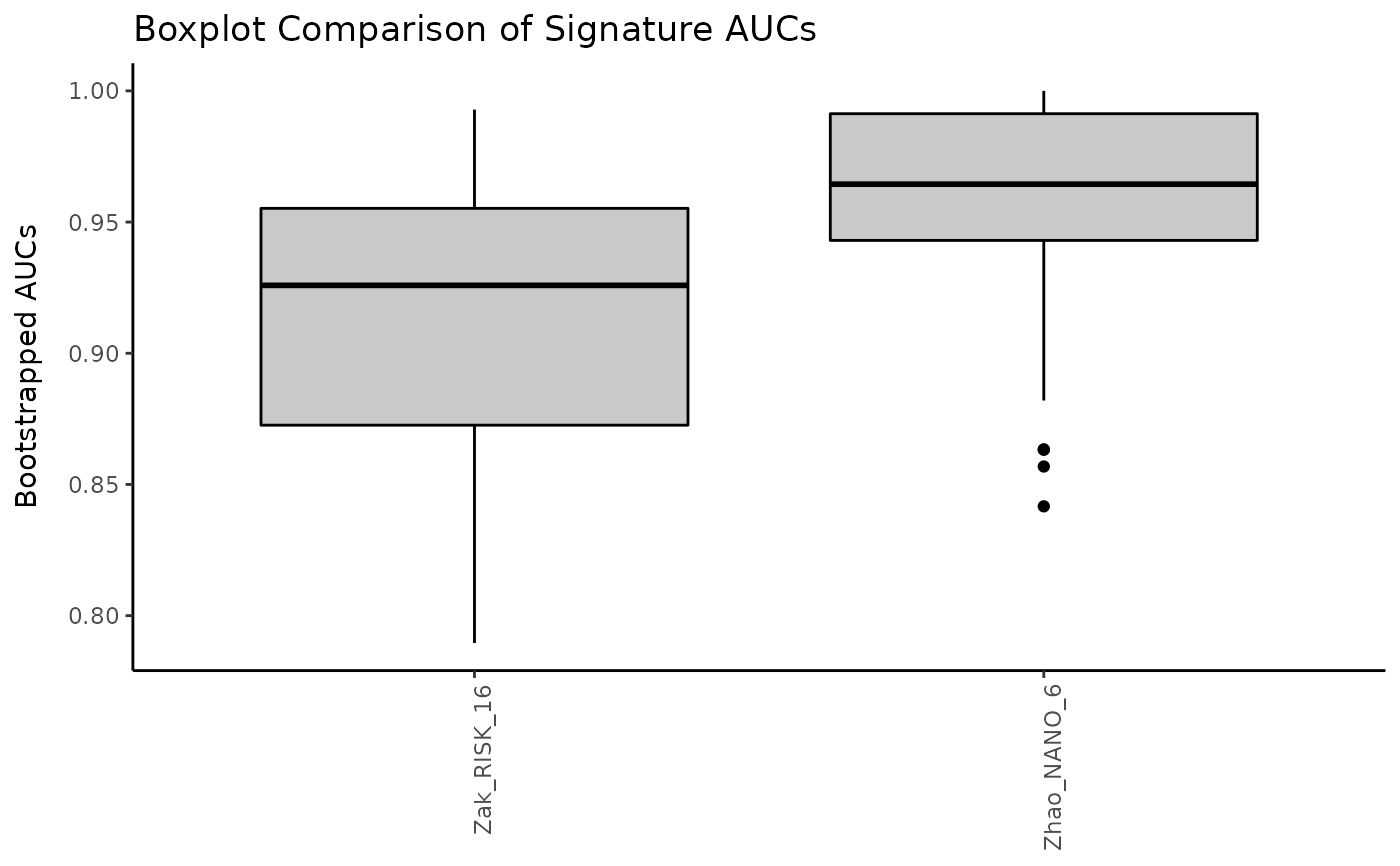 Boxplot Comparison of Signature AUCs
Bootstrapped AUCs
1.00
0.95
0.90
0.85
0.80
Zak_RISK_16
Zhao_NANO_6